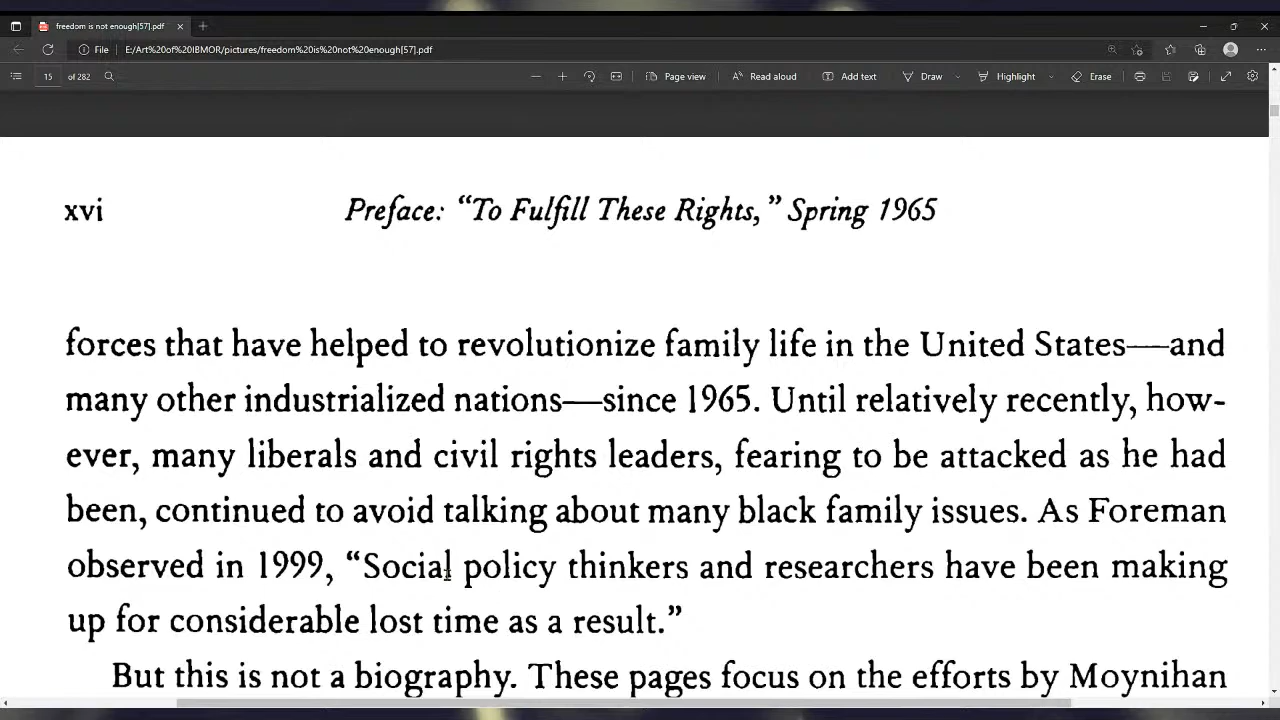 freedom is not enough[57].pdf
File E:/Art%20of%20IBMOR/pictures/freedom%20is%20not%20enough[57].pdf
15 of 282 Page view Read aloud Add text Draw Highlight Erase
xvi Preface: “To Fulfill These Rights,” Spring 1965
forces that have helped to revolutionize family life in the United States—and
many other industrialized nations—since 1965. Until relatively recently, how-
ever, many liberals and civil rights leaders, fearing to be attacked as he had
been, continued to avoid talking about many black family issues. As Foreman
observed in 1999, “Social policy thinkers and researchers have been making
up for considerable lost time as a result.”
But this is not a biography. These pages focus on the efforts by Moynihan